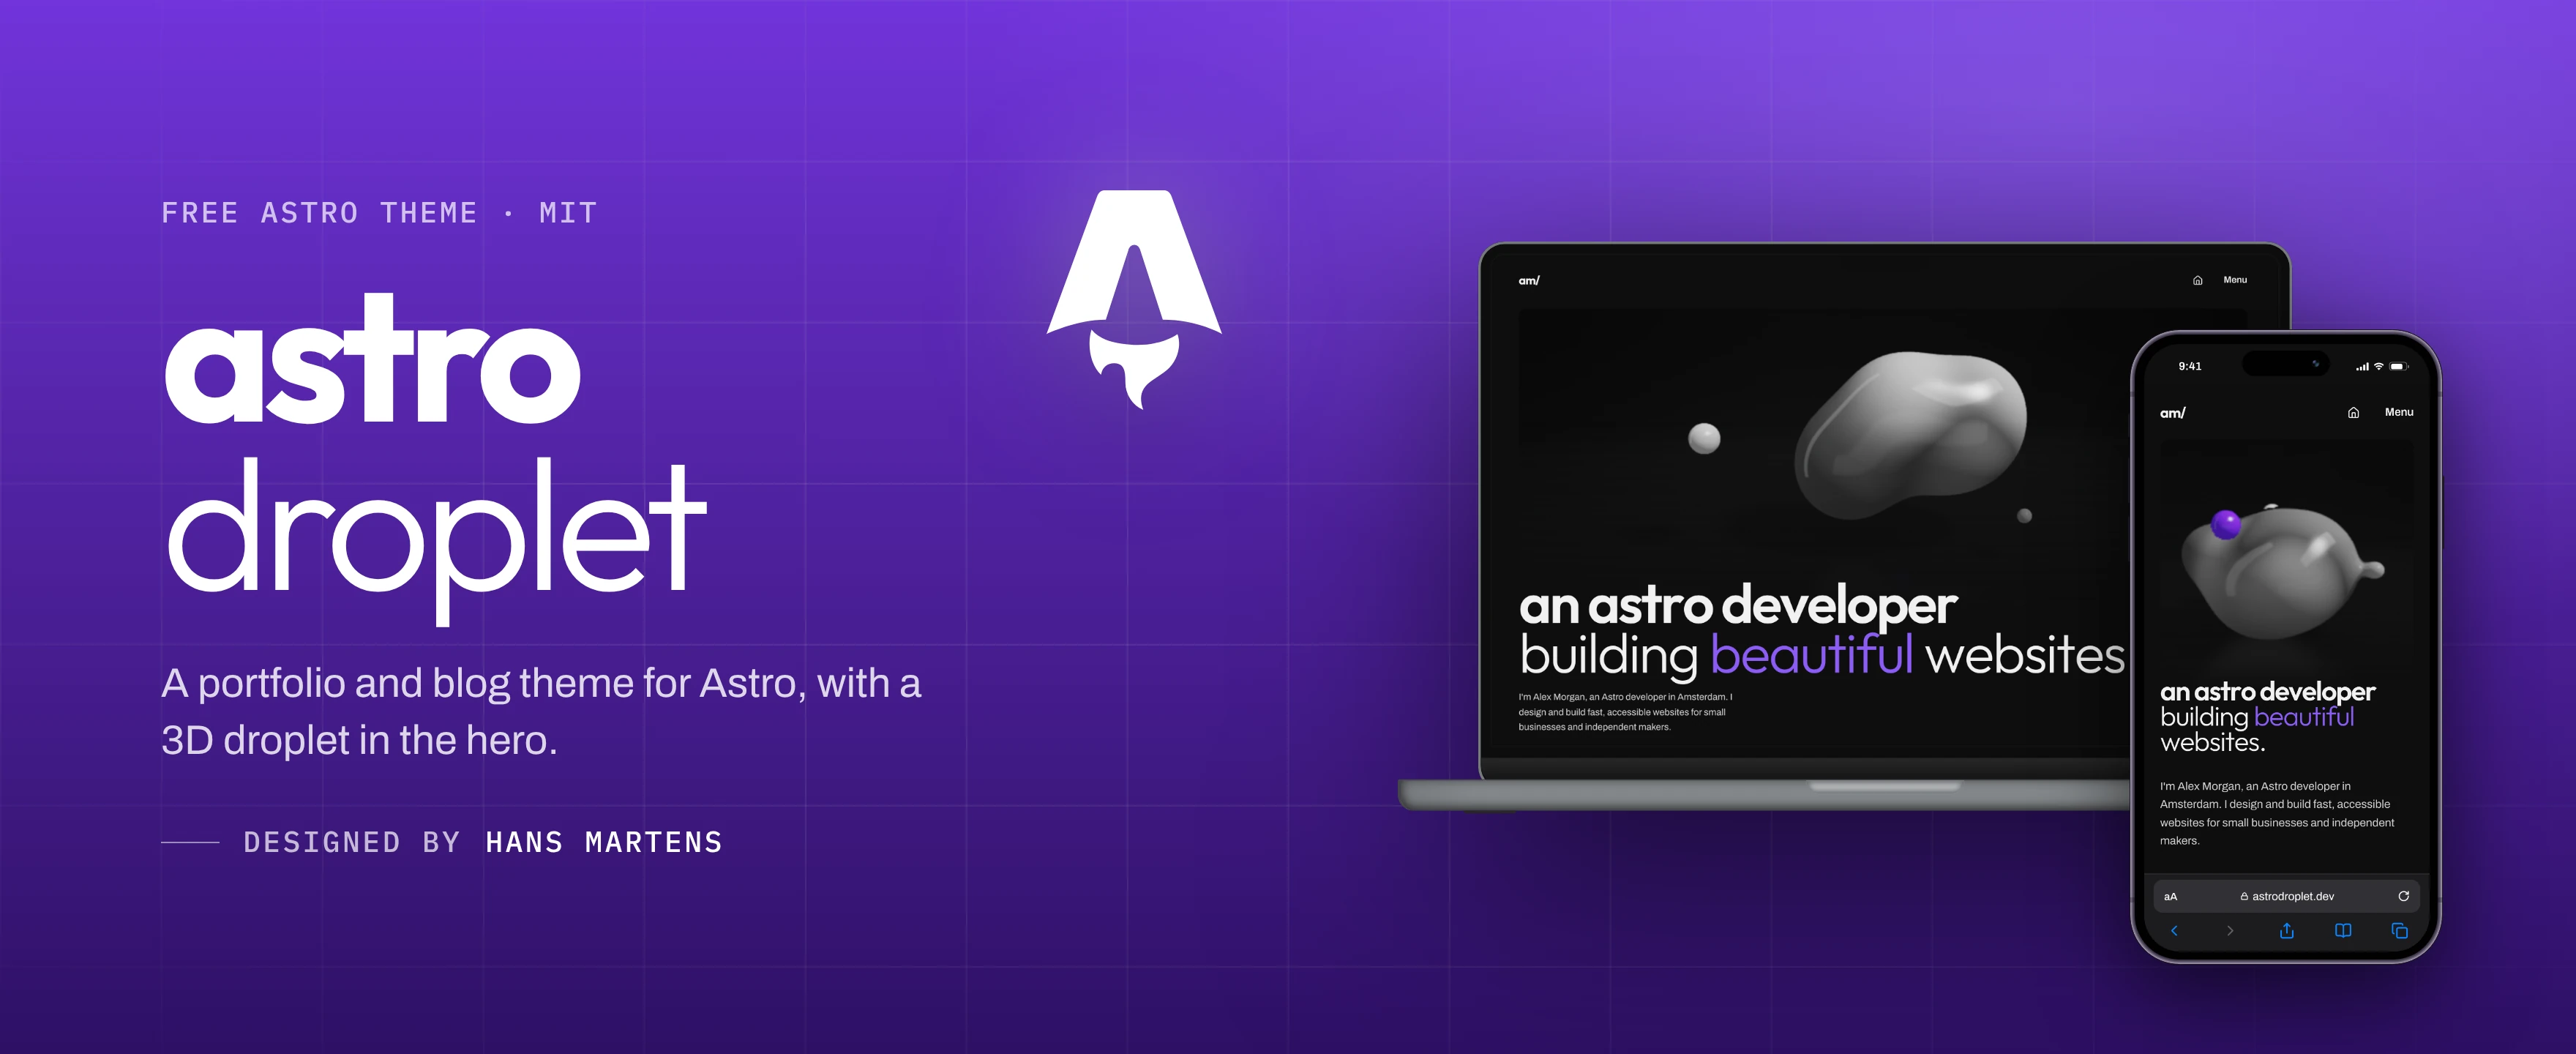 FREE ASTRO THEME · MIT
astro
droplet
A portfolio and blog theme for Astro, with a
3D droplet in the hero.
DESIGNED BY HANS MARTENS
am/
Menu
an astro developer
building beautiful websites
I'm Alex Morgan, an Astro developer in Amsterdam. I
design and build fast, accessible websites for small
businesses and independent makers.
9:41
am/
Menu
an astro developer
building beautiful
websites.
I'm Alex Morgan, an Astro developer in
Amsterdam. I design and build fast, accessible
websites for small businesses and independent
makers.
aA
astrodroplet.dev